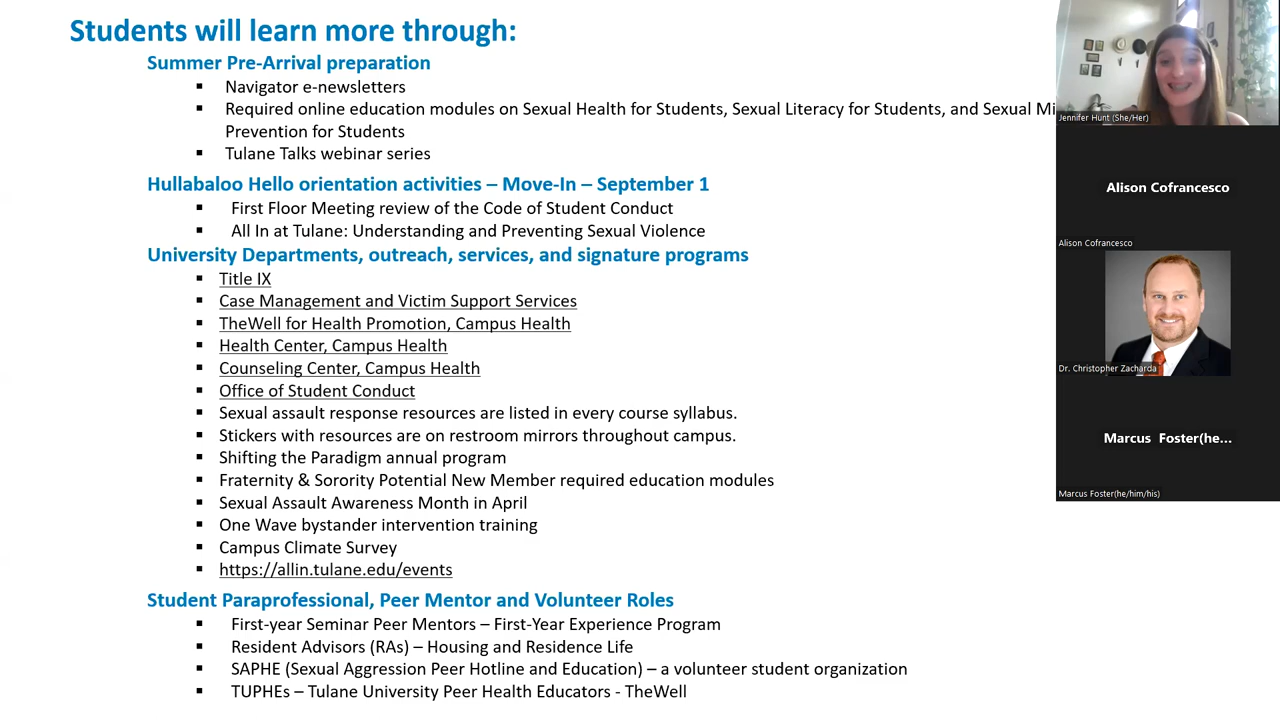 Students will learn more through:
Summer Pre-Arrival preparation
▪ Navigator e-newsletters
▪ Required online education modules on Sexual Health for Students, Sexual Literacy for Students, and Sexual Mi
Prevention for Students
▪ Tulane Talks webinar series
Hullabaloo Hello orientation activities – Move-In – September 1
▪ First Floor Meeting review of the Code of Student Conduct
▪ All In at Tulane: Understanding and Preventing Sexual Violence
University Departments, outreach, services, and signature programs
▪ Title IX
▪ Case Management and Victim Support Services
▪ TheWell for Health Promotion, Campus Health
▪ Health Center, Campus Health
▪ Counseling Center, Campus Health
▪ Office of Student Conduct
▪ Sexual assault response resources are listed in every course syllabus.
▪ Stickers with resources are on restroom mirrors throughout campus.
▪ Shifting the Paradigm annual program
▪ Fraternity & Sorority Potential New Member required education modules
▪ Sexual Assault Awareness Month in April
▪ One Wave bystander intervention training
▪ Campus Climate Survey
▪ https://allin.tulane.edu/events
Student Paraprofessional, Peer Mentor and Volunteer Roles
▪ First-year Seminar Peer Mentors – First-Year Experience Program
▪ Resident Advisors (RAs) – Housing and Residence Life
▪ SAPHE (Sexual Aggression Peer Hotline and Education) – a volunteer student organization
▪ TUPHEs – Tulane University Peer Health Educators - TheWell
Jennifer Hunt (She/Her)
Alison Cofrancesco
Alison Cofrancesco
Dr. Christopher Zacharda
Marcus Foster(he...
Marcus Foster(he/him/his)